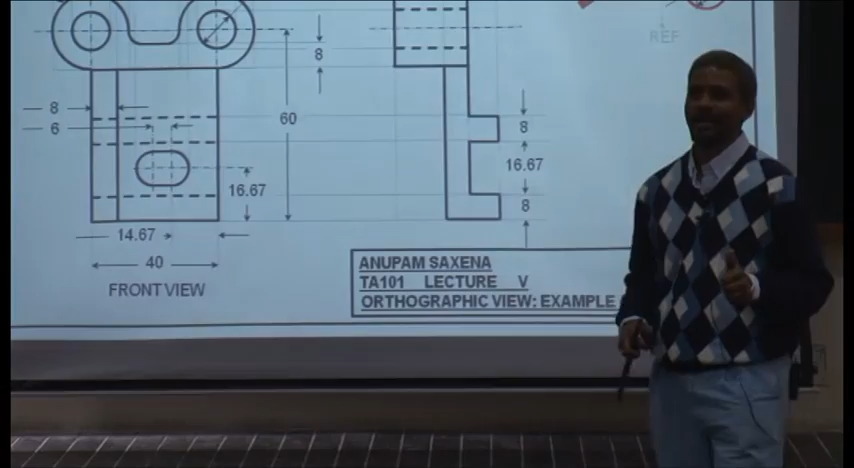 REF
8
8
60
8
6
8
16.67
16.67
8
14.67
40
FRONT VIEW
ANUPAM SAXENA
TA101 LECTURE V
ORTHOGRAPHIC VIEW: EXAMPLE